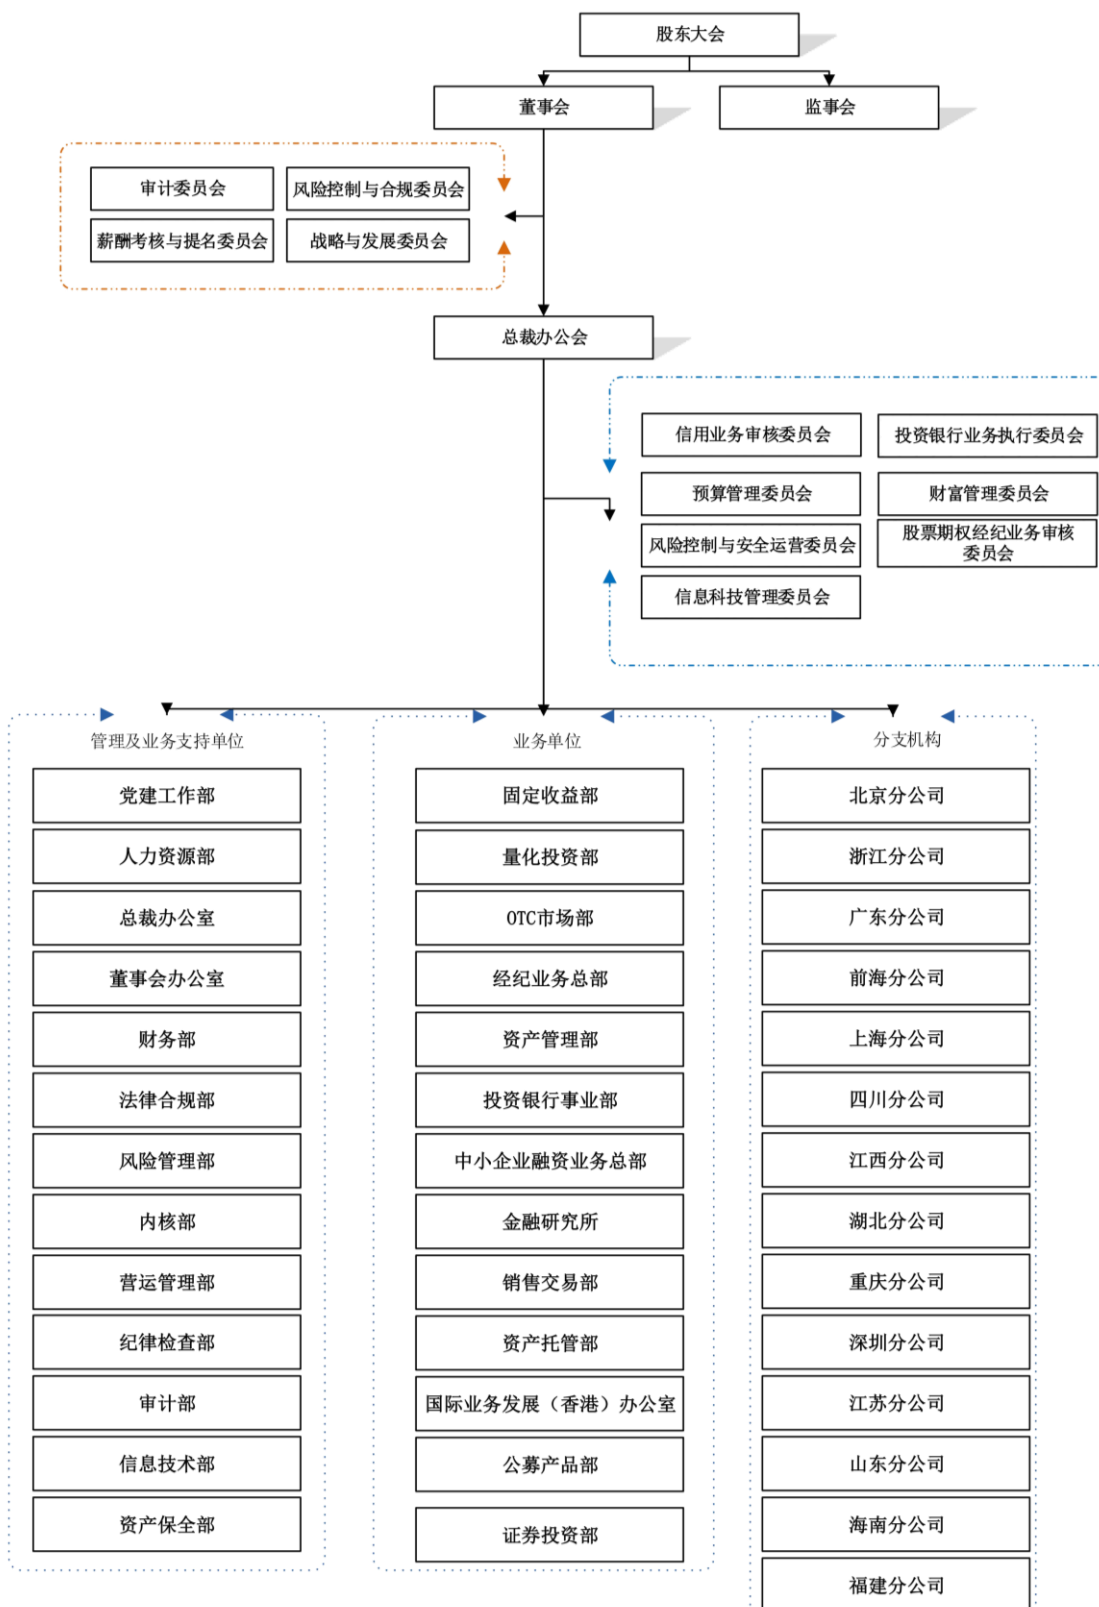 股东大会
董事会
监事会
审计委员会
风险控制与合规委员会
薪酬考核与提名委员会
战略与发展委员会
总裁办公会
信用业务审核委员会
投资银行业务执行委员会
预算管理委员会
财富管理委员会
风险控制与安全运营委员会
股票期权经纪业务审核
委员会
信息科技管理委员会
管理及业务支持单位
党建工作部
人力资源部
总裁办公室
董事会办公室
财务部
法律合规部
风险管理部
内核部
营运管理部
纪律检查部
审计部
信息技术部
资产保全部
业务单位
固定收益部
量化投资部
OTC市场部
经纪业务总部
资产管理部
投资银行事业部
中小企业融资业务总部
金融研究所
销售交易部
资产托管部
国际业务发展（香港）办公室
公募产品部
证券投资部
分支机构
北京分公司
浙江分公司
广东分公司
前海分公司
上海分公司
四川分公司
江西分公司
湖北分公司
重庆分公司
深圳分公司
江苏分公司
山东分公司
海南分公司
福建分公司